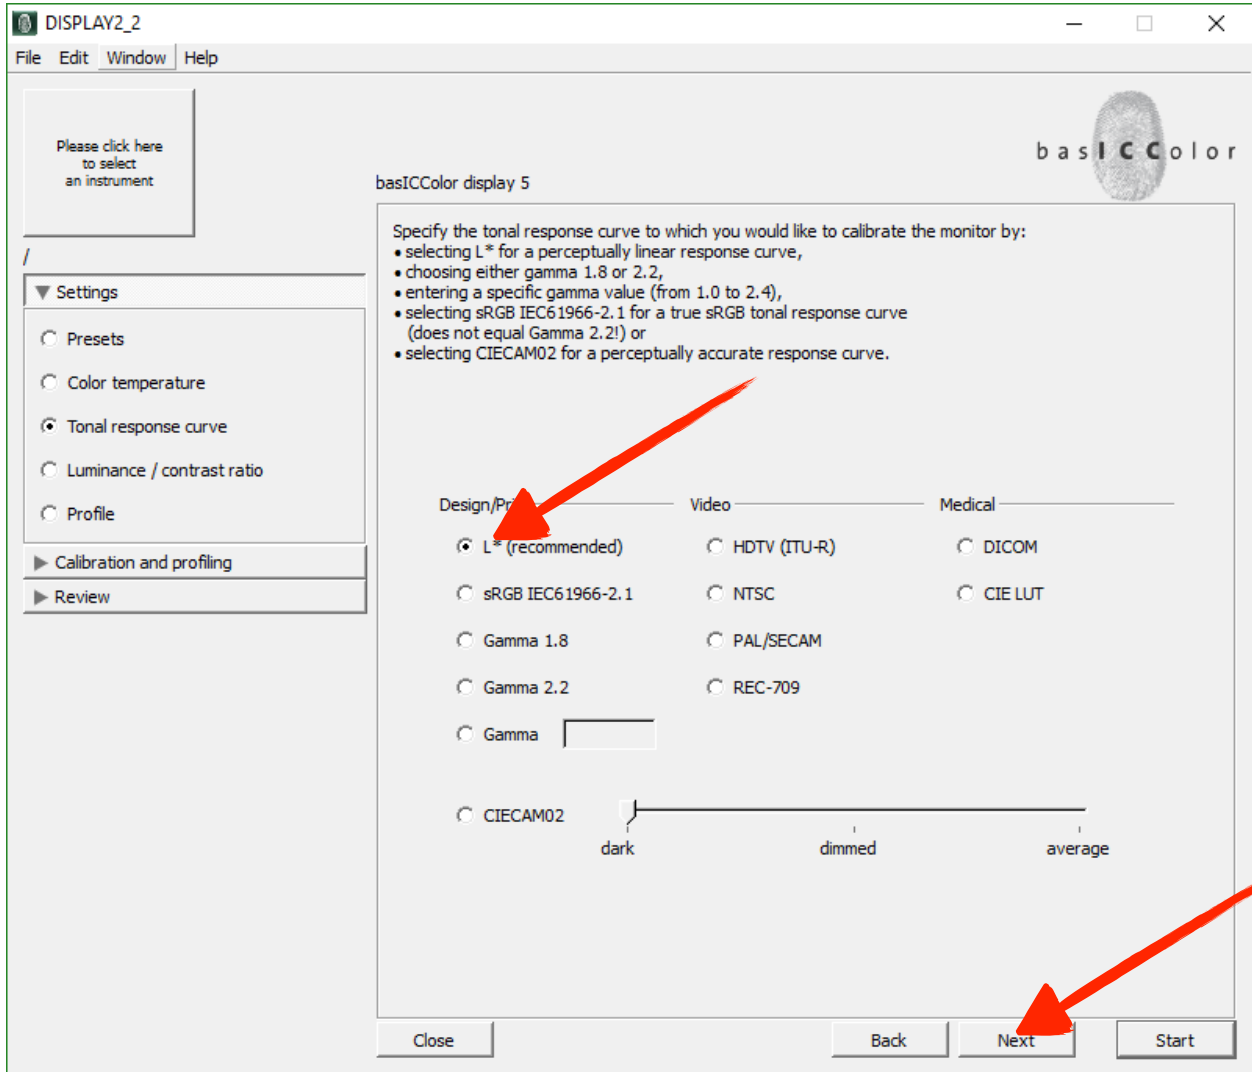 DISPLAY2_2
File Edit Window Help
Please click here
to select
an instrument
basICColor
basICColor display 5
/
Settings
Presets
Color temperature
Tonal response curve
Luminance / contrast ratio
Profile
Calibration and profiling
Review
Specify the tonal response curve to which you would like to calibrate the monitor by:
• selecting L* for a perceptually linear response curve,
• choosing either gamma 1.8 or 2.2,
• entering a specific gamma value (from 1.0 to 2.4),
• selecting sRGB IEC61966-2.1 for a true sRGB tonal response curve
(does not equal Gamma 2.2!) or
• selecting CIECAM02 for a perceptually accurate response curve.
Design/Pri
L* (recommended)
sRGB IEC61966-2.1
Gamma 1.8
Gamma 2.2
Gamma
Video
HDTV (ITU-R)
NTSC
PAL/SECAM
REC-709
Medical
DICOM
CIE LUT
CIECAM02
dark dimmed average
Close Back Next Start